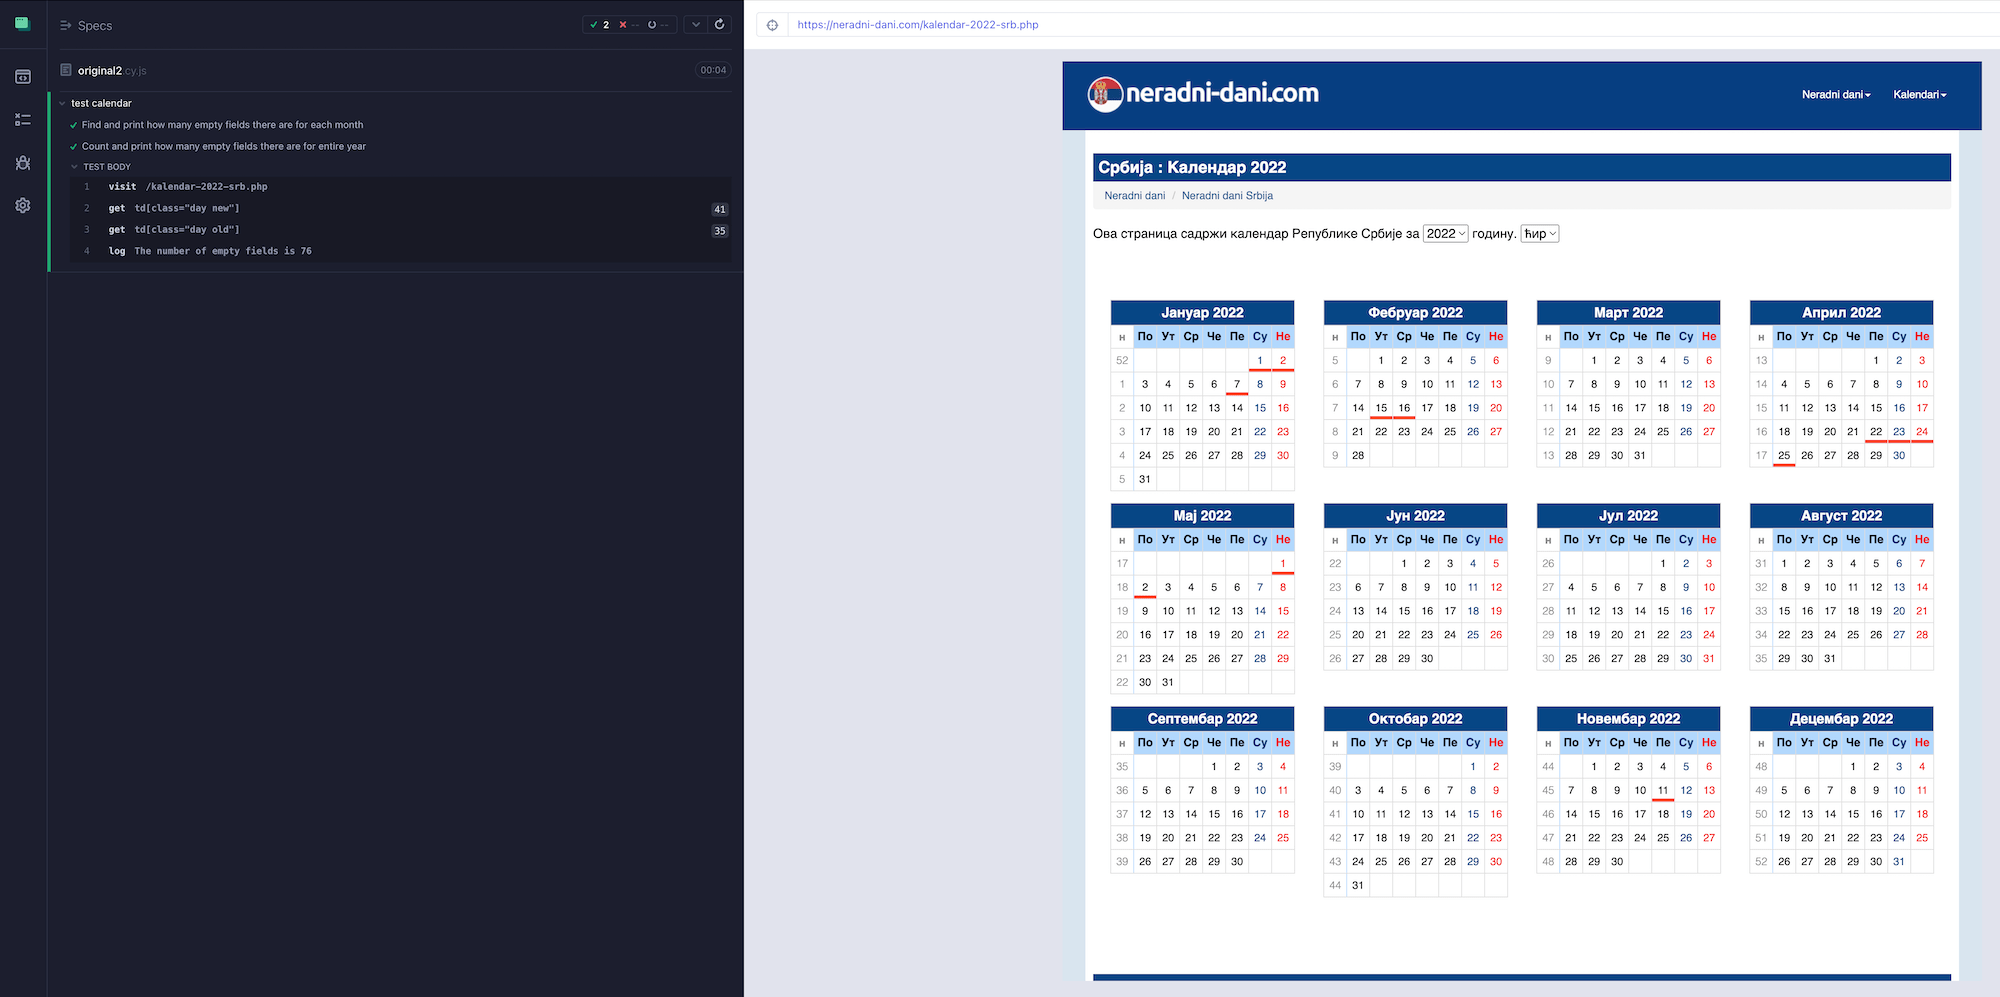 Specs
2 -- --
original2.cy.js 00:04
test calendar
Find and print how many empty fields there are for each month
Count and print how many empty fields there are for entire year
TEST BODY
1 visit /kalendar-2022-srb.php
2 get td[class="day new"] 41
3 get td[class="day old"] 35
4 log The number of empty fields is 76
https://neradni-dani.com/kalendar-2022-srb.php
neradni-dani.com Neradni dani Kalendari
Србија : Календар 2022
Neradni dani / Neradni dani Srbija
Ова страница садржи календар Републике Србије за 2022 годину. ћир
Јануар 2022
н По Ут Ср Че Пе Су Не
52 1 2
1 3 4 5 6 7 8 9
2 10 11 12 13 14 15 16
3 17 18 19 20 21 22 23
4 24 25 26 27 28 29 30
5 31
Фебруар 2022
н По Ут Ср Че Пе Су Не
5 1 2 3 4 5 6
6 7 8 9 10 11 12 13
7 14 15 16 17 18 19 20
8 21 22 23 24 25 26 27
9 28
Март 2022
н По Ут Ср Че Пе Су Не
9 1 2 3 4 5 6
10 7 8 9 10 11 12 13
11 14 15 16 17 18 19 20
12 21 22 23 24 25 26 27
13 28 29 30 31
Април 2022
н По Ут Ср Че Пе Су Не
13 1 2 3
14 4 5 6 7 8 9 10
15 11 12 13 14 15 16 17
16 18 19 20 21 22 23 24
17 25 26 27 28 29 30
Мај 2022
н По Ут Ср Че Пе Су Не
17 1
18 2 3 4 5 6 7 8
19 9 10 11 12 13 14 15
20 16 17 18 19 20 21 22
21 23 24 25 26 27 28 29
22 30 31
Јун 2022
н По Ут Ср Че Пе Су Не
22 1 2 3 4 5
23 6 7 8 9 10 11 12
24 13 14 15 16 17 18 19
25 20 21 22 23 24 25 26
26 27 28 29 30
Јул 2022
н По Ут Ср Че Пе Су Не
26 1 2 3
27 4 5 6 7 8 9 10
28 11 12 13 14 15 16 17
29 18 19 20 21 22 23 24
30 25 26 27 28 29 30 31
Август 2022
н По Ут Ср Че Пе Су Не
31 1 2 3 4 5 6 7
32 8 9 10 11 12 13 14
33 15 16 17 18 19 20 21
34 22 23 24 25 26 27 28
35 29 30 31
Септембар 2022
н По Ут Ср Че Пе Су Не
35 1 2 3 4
36 5 6 7 8 9 10 11
37 12 13 14 15 16 17 18
38 19 20 21 22 23 24 25
39 26 27 28 29 30
Октобар 2022
н По Ут Ср Че Пе Су Не
39 1 2
40 3 4 5 6 7 8 9
41 10 11 12 13 14 15 16
42 17 18 19 20 21 22 23
43 24 25 26 27 28 29 30
44 31
Новембар 2022
н По Ут Ср Че Пе Су Не
44 1 2 3 4 5 6
45 7 8 9 10 11 12 13
46 14 15 16 17 18 19 20
47 21 22 23 24 25 26 27
48 28 29 30
Децембар 2022
н По Ут Ср Че Пе Су Не
48 1 2 3 4
49 5 6 7 8 9 10 11
50 12 13 14 15 16 17 18
51 19 20 21 22 23 24 25
52 26 27 28 29 30 31